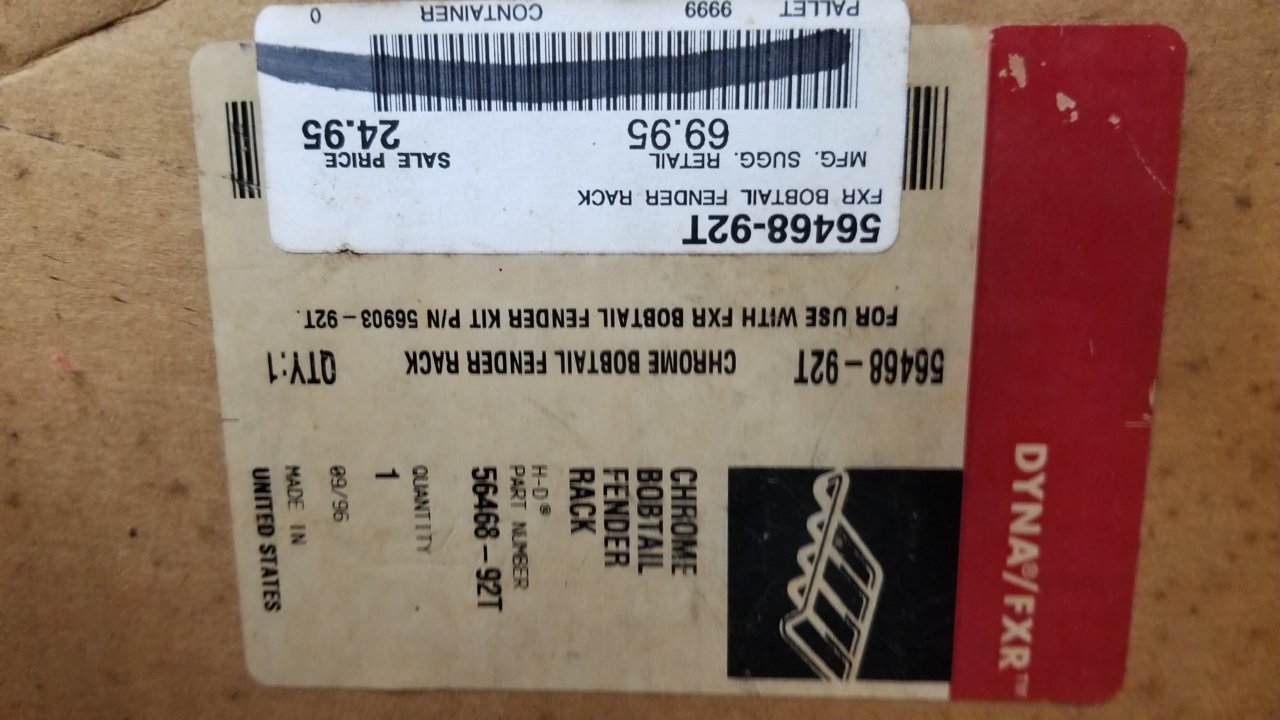 56468-92T
FXR BOBTAIL FENDER RACK
MFG. SUGG. RETAIL SALE PRICE
69.95 24.95
PALLET 9999 CONTAINER 0
FOR USE WITH FXR BOBTAIL FENDER KIT P/N 56903-92T.
56468-92T CHROME BOBTAIL FENDER RACK QTY:1
DYNA®/FXR™
CHROME
BOBTAIL
FENDER
RACK
H-D®
PART NUMBER
56468-92T
QUANTITY
1
09/96
MADE IN
UNITED STATES